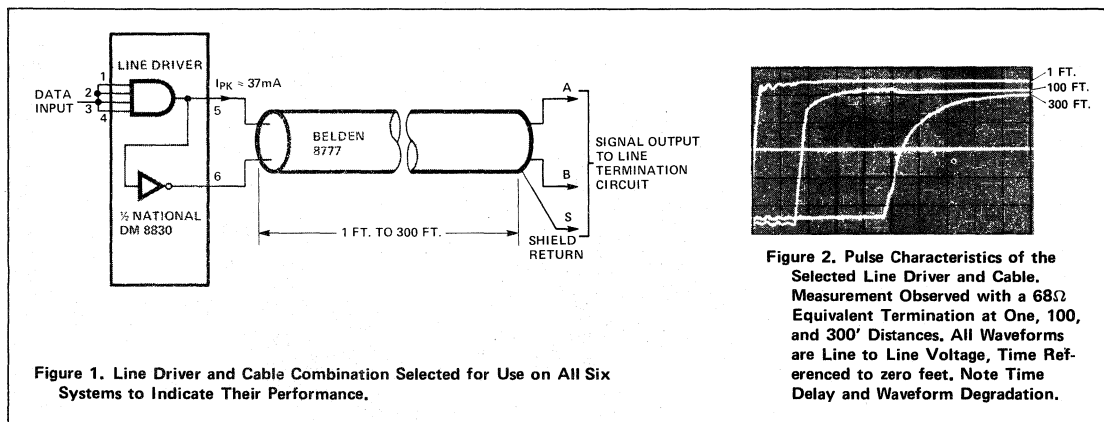 LINE DRIVER
1
2
3
4
DATA
INPUT
IPK ≈ 37mA
5
6
½ NATIONAL
DM 8830
BELDEN
8777
1 FT. TO 300 FT.
A
B
S
SHIELD
RETURN
SIGNAL OUTPUT
TO LINE
TERMINATION
CIRCUIT
Figure 1. Line Driver and Cable Combination Selected for Use on All Six
Systems to Indicate Their Performance.
1 FT.
100 FT.
300 FT.
Figure 2. Pulse Characteristics of the
Selected Line Driver and Cable.
Measurement Observed with a 68Ω
Equivalent Termination at One, 100,
and 300' Distances. All Waveforms
are Line to Line Voltage, Time Ref-
erenced to zero feet. Note Time
Delay and Waveform Degradation.